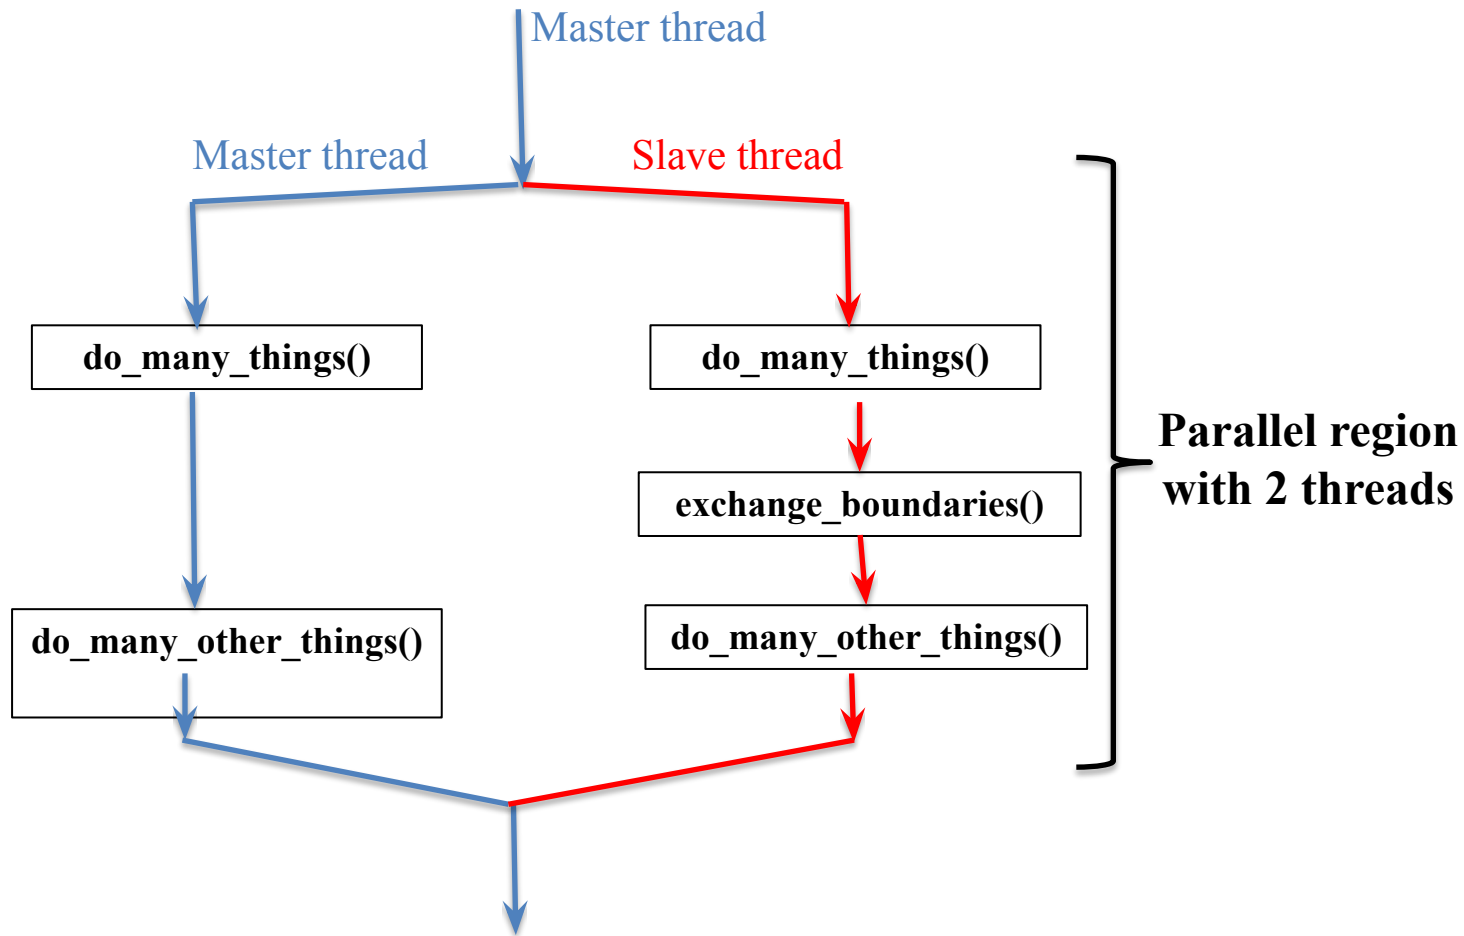 Master thread
Master thread
Slave thread
do_many_things()
do_many_things()
Parallel region
with 2 threads
exchange_boundaries()
do_many_other_things()
do_many_other_things()